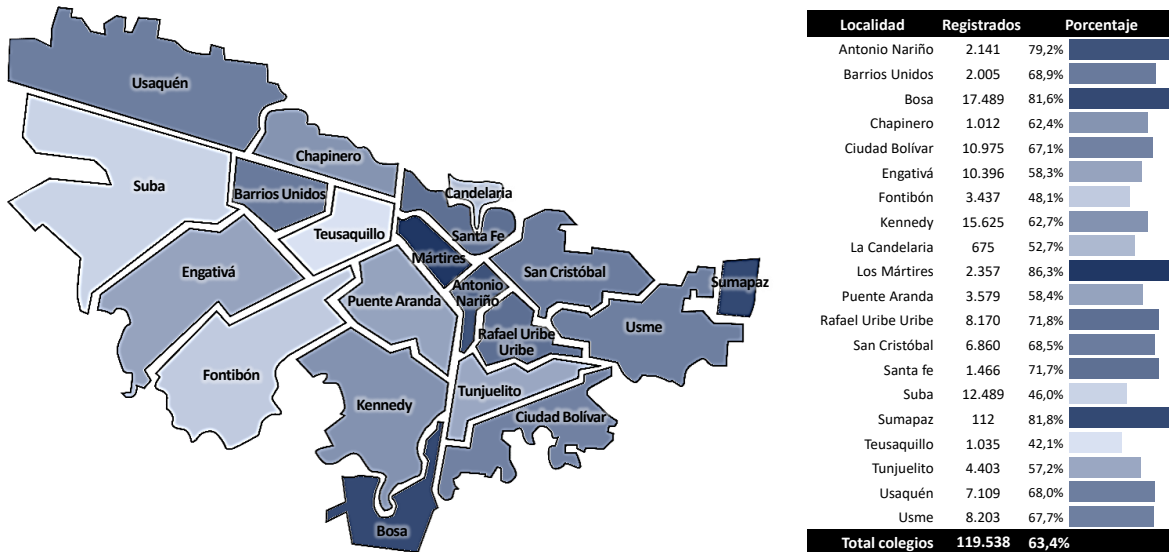 Usaquén
Chapinero
Suba
Barrios Unidos
Candelaria
Teusaquillo
Santa Fe
Mártires
Engativá
San Cristóbal
Sumapaz
Antonio
Nariño
Puente Aranda
Rafael Uribe
Uribe
Usme
Fontibón
Kennedy
Tunjuelito
Ciudad Bolívar
Bosa
Localidad Registrados Porcentaje
Antonio Nariño 2.141 79,2%
Barrios Unidos 2.005 68,9%
Bosa 17.489 81,6%
Chapinero 1.012 62,4%
Ciudad Bolívar 10.975 67,1%
Engativá 10.396 58,3%
Fontibón 3.437 48,1%
Kennedy 15.625 62,7%
La Candelaria 675 52,7%
Los Mártires 2.357 86,3%
Puente Aranda 3.579 58,4%
Rafael Uribe Uribe 8.170 71,8%
San Cristóbal 6.860 68,5%
Santa fe 1.466 71,7%
Suba 12.489 46,0%
Sumapaz 112 81,8%
Teusaquillo 1.035 42,1%
Tunjuelito 4.403 57,2%
Usaquén 7.109 68,0%
Usme 8.203 67,7%
Total colegios 119.538 63,4%